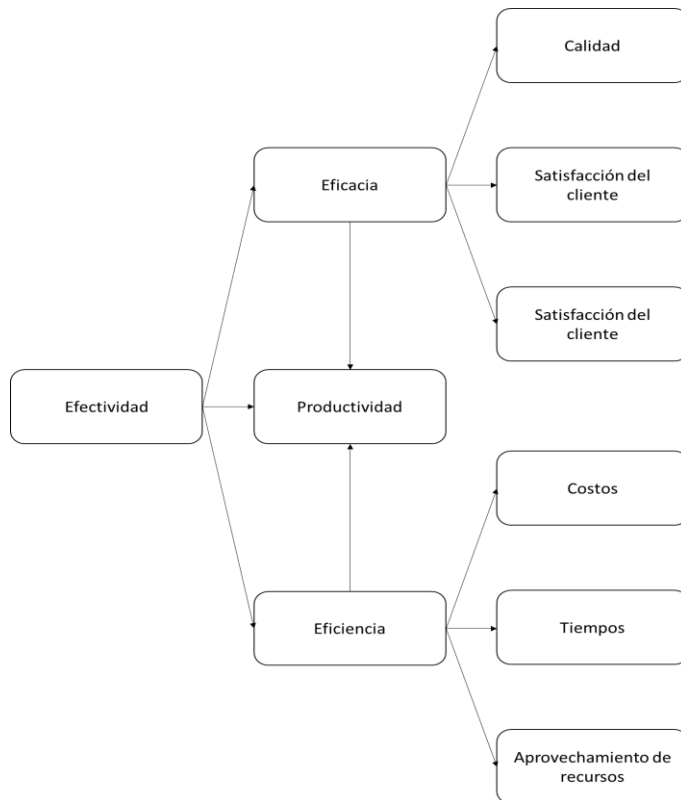 Calidad
Eficacia
Satisfacción del
cliente
Satisfacción del
cliente
Efectividad
Productividad
Costos
Eficiencia
Tiempos
Aprovechamiento de
recursos